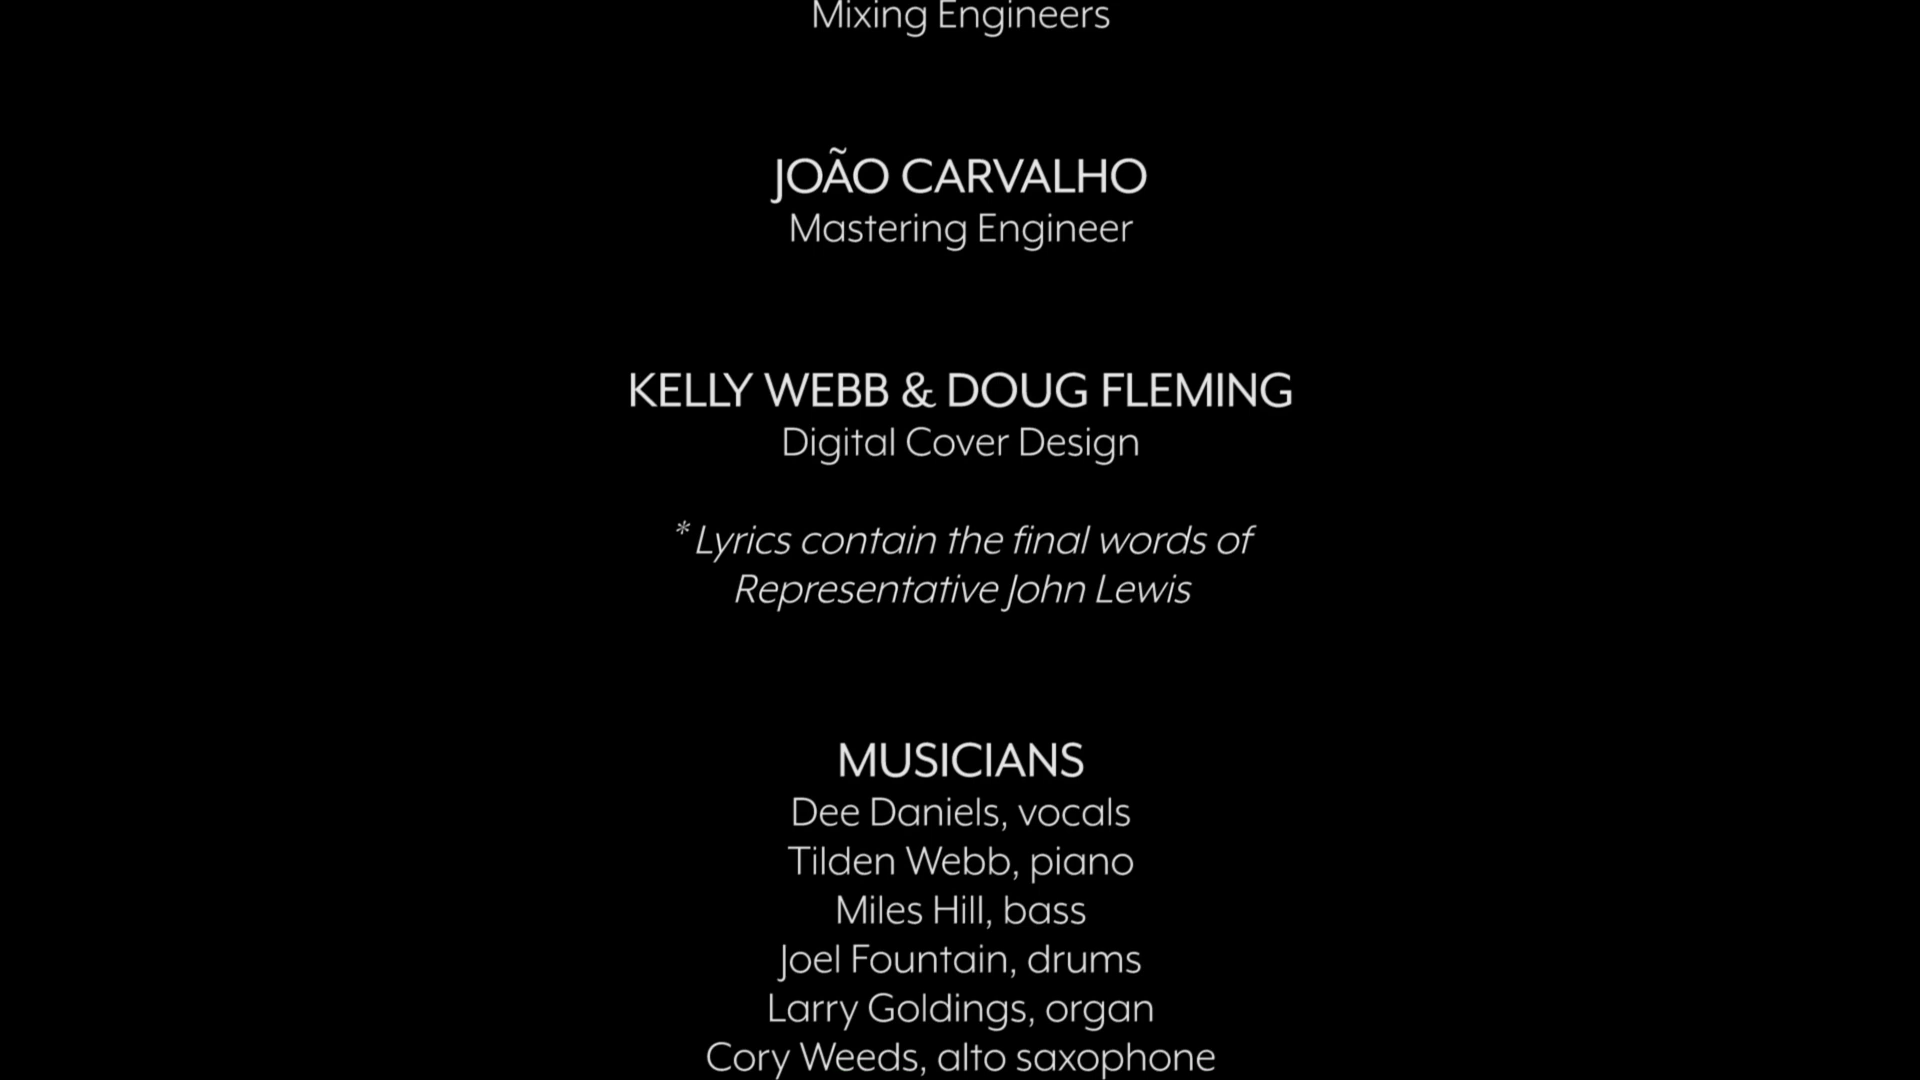 Mixing Engineers
JOÃO CARVALHO
Mastering Engineer
KELLY WEBB & DOUG FLEMING
Digital Cover Design
* Lyrics contain the final words of
Representative John Lewis
MUSICIANS
Dee Daniels, vocals
Tilden Webb, piano
Miles Hill, bass
Joel Fountain, drums
Larry Goldings, organ
Cory Weeds, alto saxophone